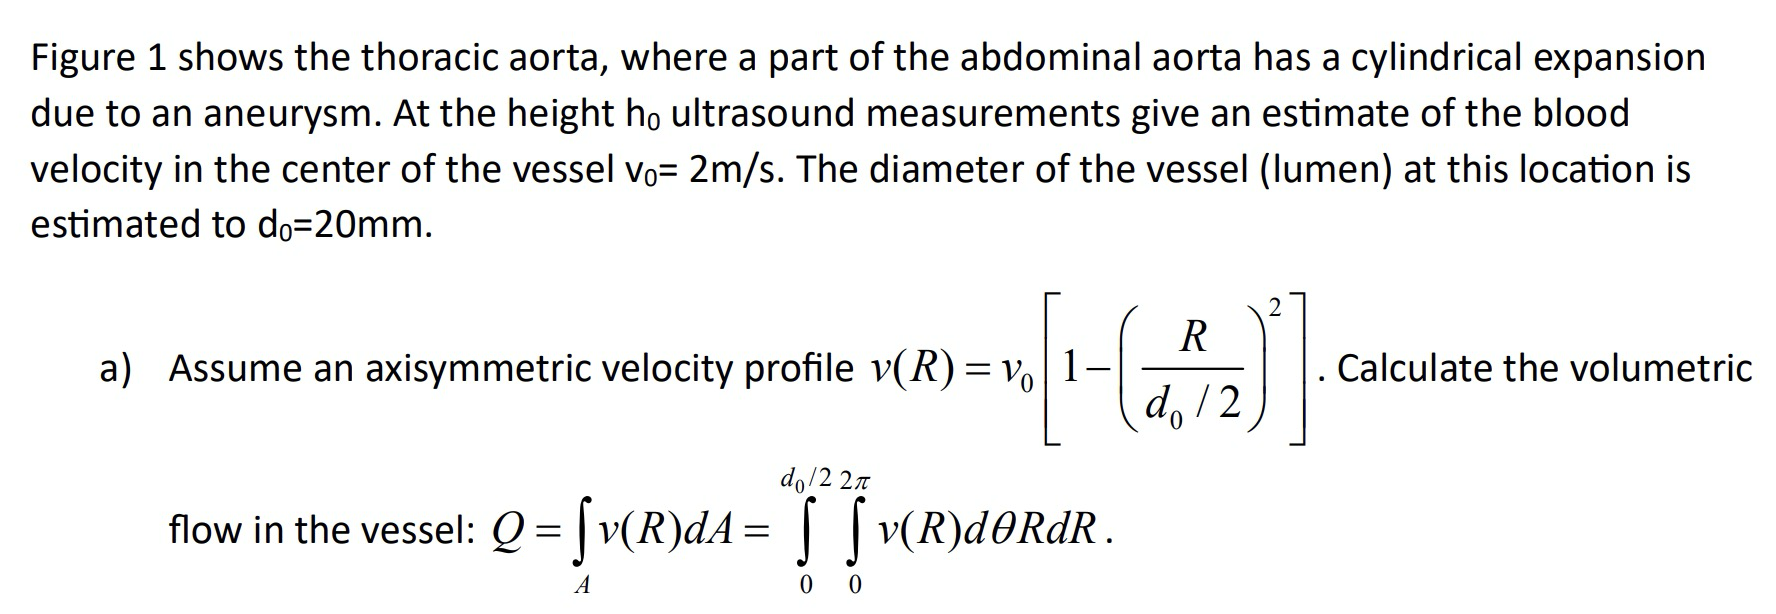 Figure 1 shows the thoracic aorta, where a part of the abdominal aorta has a cylindrical expansion
due to an aneurysm. At the height h₀ ultrasound measurements give an estimate of the blood
velocity in the center of the vessel v₀= 2m/s. The diameter of the vessel (lumen) at this location is
estimated to d₀=20mm.
a) Assume an axisymmetric velocity profile $v(R) = v_0\left[1-\left(\frac{R}{d_0/2}\right)^2\right]$. Calculate the volumetric
flow in the vessel: $Q = \int_A v(R)dA = \int_0^{d_0/2}\int_0^{2\pi} v(R)d\theta RdR$.